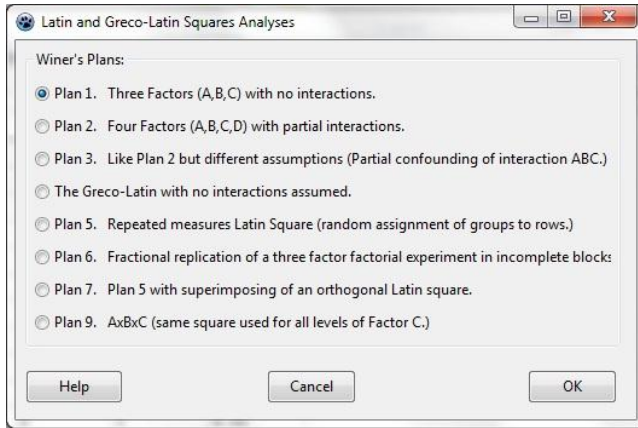 Latin and Greco-Latin Squares Analyses
Winer's Plans:
Plan 1. Three Factors (A,B,C) with no interactions.
Plan 2. Four Factors (A,B,C,D) with partial interactions.
Plan 3. Like Plan 2 but different assumptions (Partial confounding of interaction ABC.)
The Greco-Latin with no interactions assumed.
Plan 5. Repeated measures Latin Square (random assignment of groups to rows.)
Plan 6. Fractional replication of a three factor factorial experiment in incomplete blocks
Plan 7. Plan 5 with superimposing of an orthogonal Latin square.
Plan 9. AxBxC (same square used for all levels of Factor C.)
Help Cancel OK